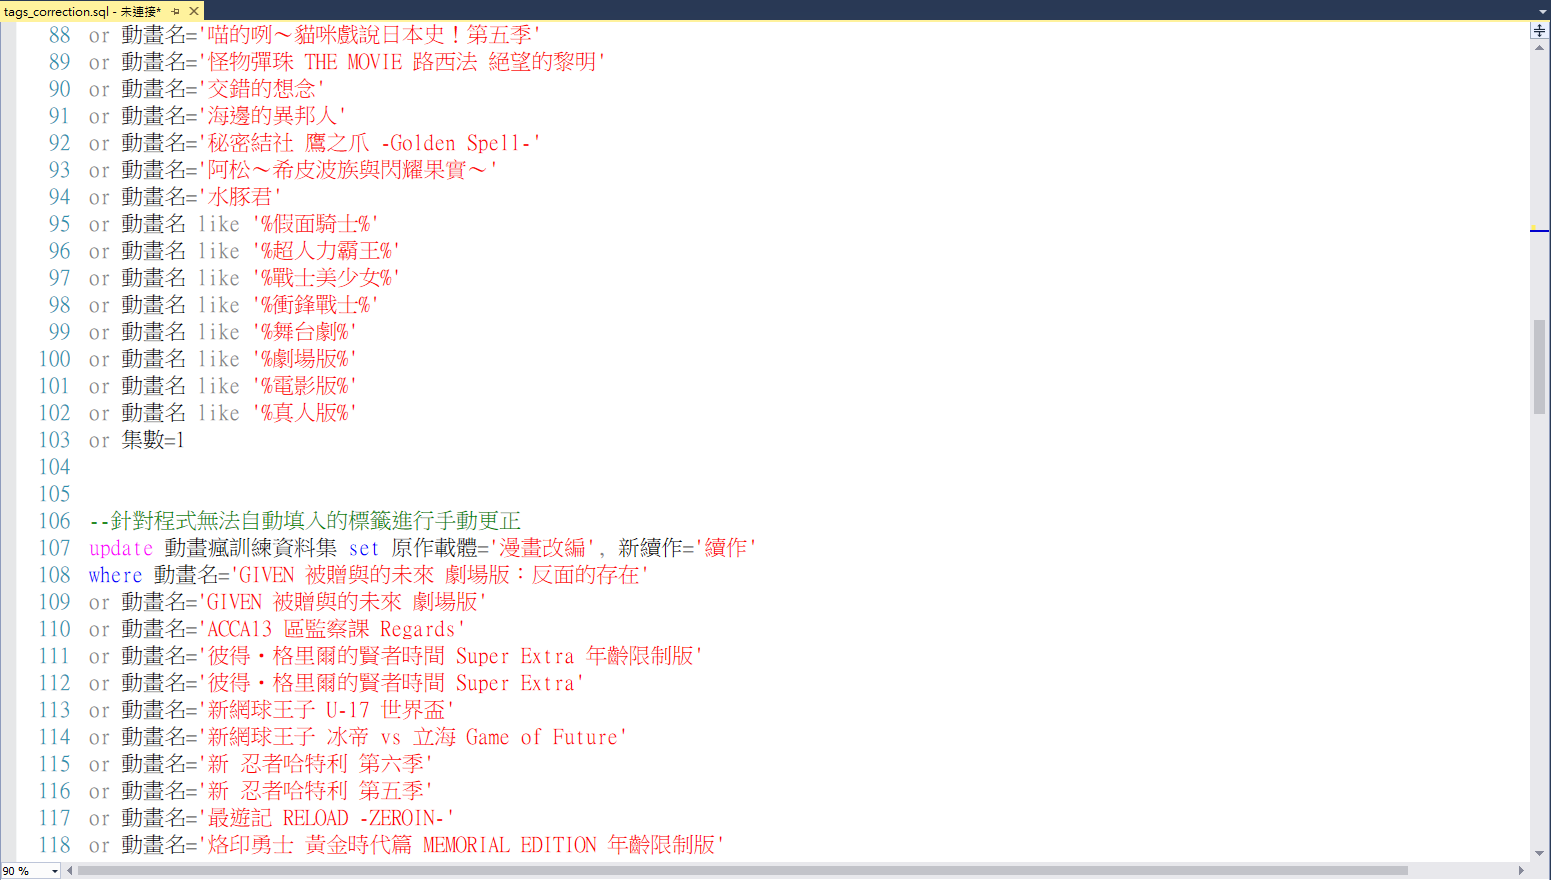 tags_correction.sql - 未連接*
88 or 動畫名='喵的咧～貓咪戲說日本史！第五季'
89 or 動畫名='怪物彈珠 THE MOVIE 路西法 絕望的黎明'
90 or 動畫名='交錯的想念'
91 or 動畫名='海邊的異邦人'
92 or 動畫名='秘密結社 鷹之爪 -Golden Spell-'
93 or 動畫名='阿松～希皮波族與閃耀果實～'
94 or 動畫名='水豚君'
95 or 動畫名 like '%假面騎士%'
96 or 動畫名 like '%超人力霸王%'
97 or 動畫名 like '%戰士美少女%'
98 or 動畫名 like '%衝鋒戰士%'
99 or 動畫名 like '%舞台劇%'
100 or 動畫名 like '%劇場版%'
101 or 動畫名 like '%電影版%'
102 or 動畫名 like '%真人版%'
103 or 集數=1
104
105
106 --針對程式無法自動填入的標籤進行手動更正
107 update 動畫瘋訓練資料集 set 原作載體='漫畫改編', 新續作='續作'
108 where 動畫名='GIVEN 被贈與的未來 劇場版：反面的存在'
109 or 動畫名='GIVEN 被贈與的未來 劇場版'
110 or 動畫名='ACCA13 區監察課 Regards'
111 or 動畫名='彼得・格里爾的賢者時間 Super Extra 年齡限制版'
112 or 動畫名='彼得・格里爾的賢者時間 Super Extra'
113 or 動畫名='新網球王子 U-17 世界盃'
114 or 動畫名='新網球王子 冰帝 vs 立海 Game of Future'
115 or 動畫名='新 忍者哈特利 第六季'
116 or 動畫名='新 忍者哈特利 第五季'
117 or 動畫名='最遊記 RELOAD -ZEROIN-'
118 or 動畫名='烙印勇士 黃金時代篇 MEMORIAL EDITION 年齡限制版'
90 %